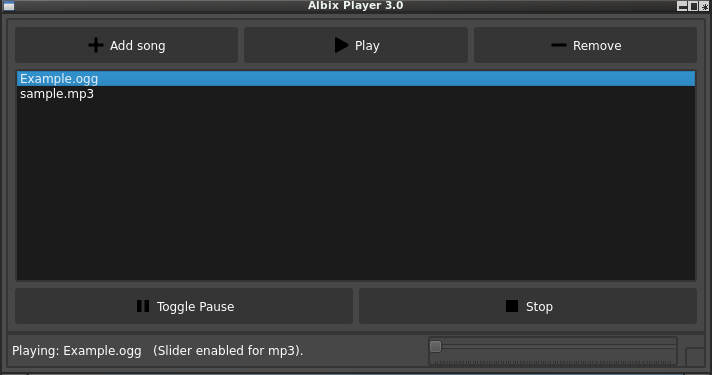 Albix Player 3.0
Add song
Play
Remove
Example.ogg
sample.mp3
Toggle Pause
Stop
Playing: Example.ogg   (Slider enabled for mp3).